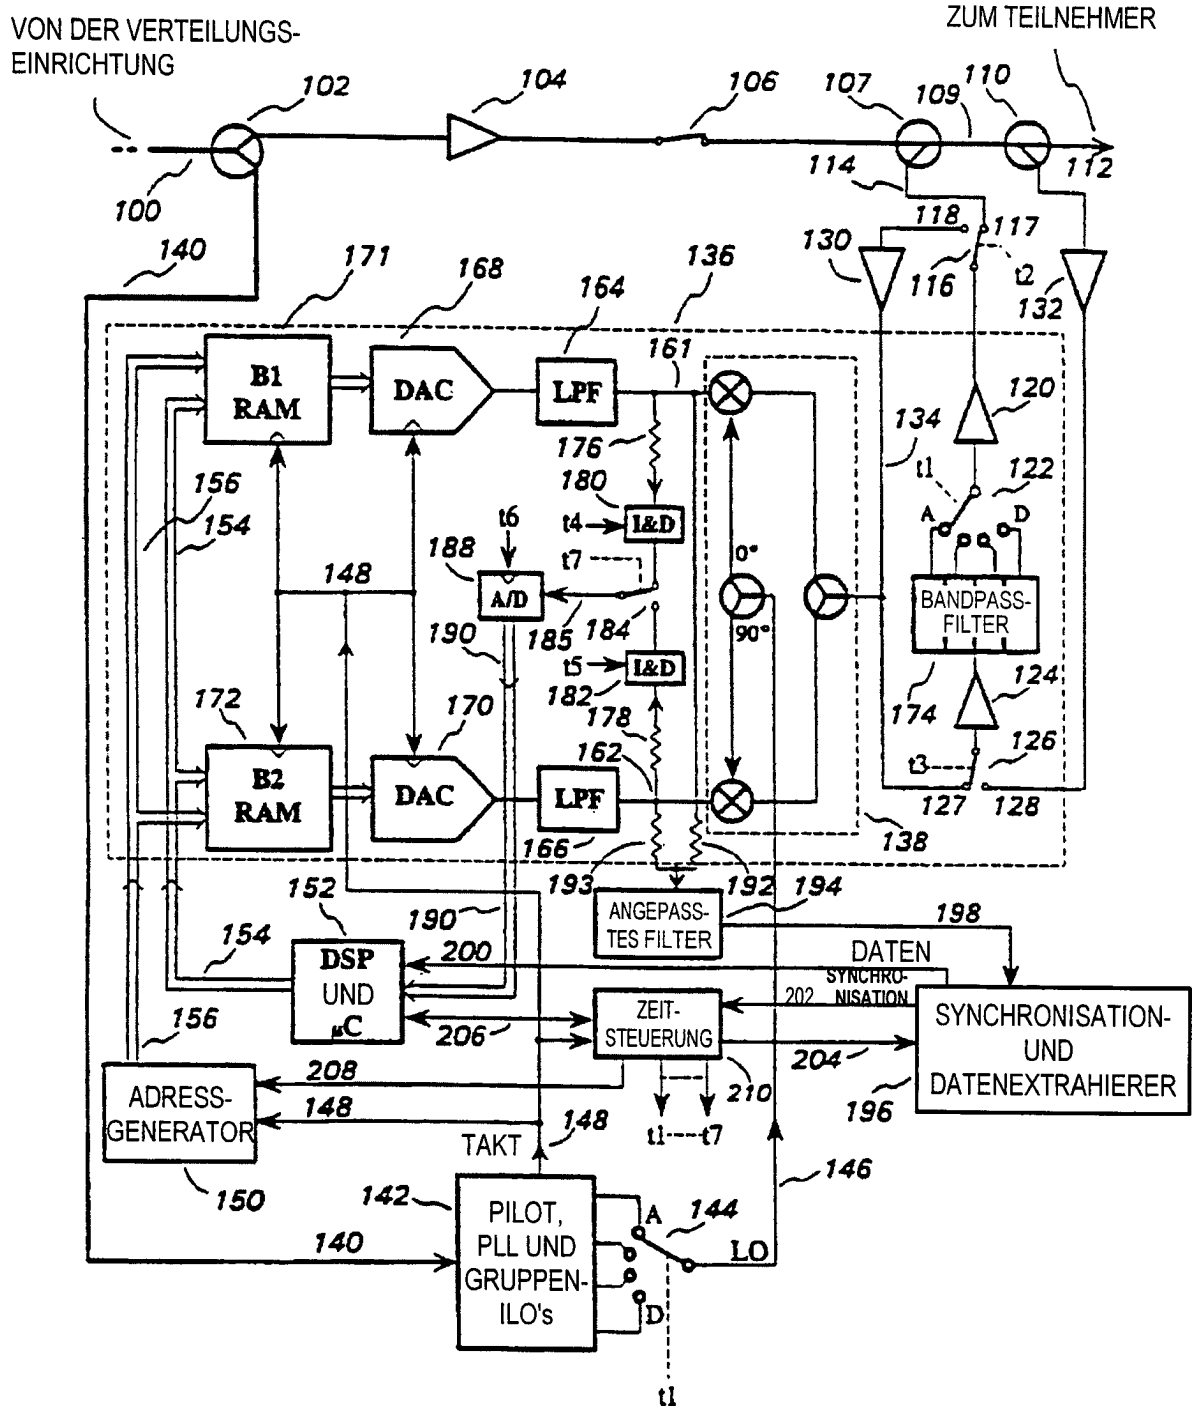 VON DER VERTEILUNGS-
EINRICHTUNG
ZUM TEILNEHMER
102
104
106
107
109
110
100
114
112
140
118
117
130
116
t2
132
171
168
136
164
161
B1
RAM
DAC
LPF
120
134
176
t1
122
156
154
180
A
D
t6
t4
I&D
188
t7
0°
148
A/D
BANDPASS-
FILTER
185
184
90°
190
t5
I&D
182
174
124
172
170
178
162
t3
126
B2
RAM
DAC
LPF
127
128
166
138
193
192
152
190
194
ANGEPASS-
TES FILTER
198
154
DSP
UND
µC
200
DATEN
SYNCHRO-
202
NISATION
156
206
ZEIT-
STEUERUNG
204
SYNCHRONISATION-
UND
DATENEXTRAHIERER
208
210
196
ADRESS-
GENERATOR
148
t1
t7
TAKT
148
150
146
142
PILOT,
PLL UND
GRUPPEN-
ILO's
A
144
140
LO
D
t1